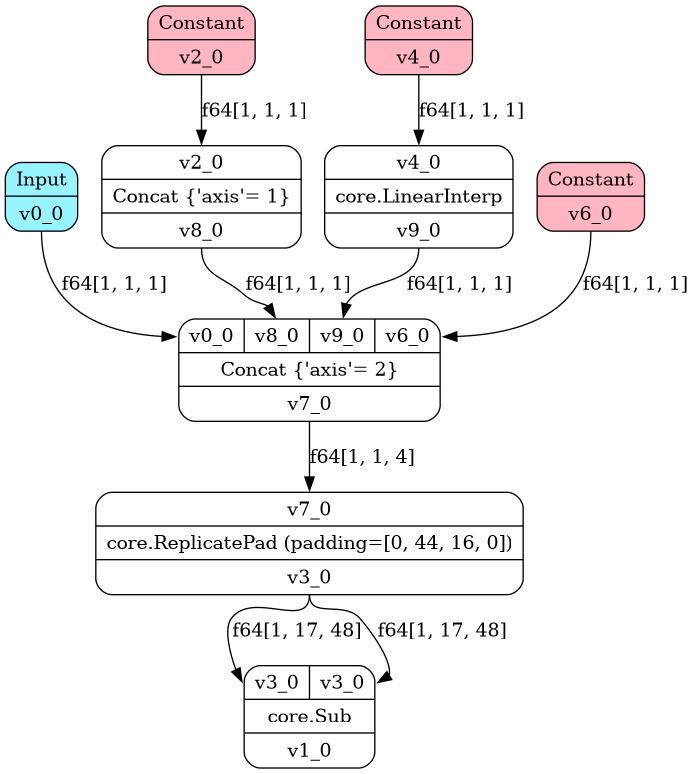 Constant
v2_0
Constant
v4_0
f64[1, 1, 1]
f64[1, 1, 1]
Input
v0_0
v2_0
Concat {'axis'= 1}
v8_0
v4_0
core.LinearInterp
v9_0
Constant
v6_0
f64[1, 1, 1]
f64[1, 1, 1]
f64[1, 1, 1]
f64[1, 1, 1]
v0_0 v8_0 v9_0 v6_0
Concat {'axis'= 2}
v7_0
f64[1, 1, 4]
v7_0
core.ReplicatePad (padding=[0, 44, 16, 0])
v3_0
f64[1, 17, 48]
f64[1, 17, 48]
v3_0 v3_0
core.Sub
v1_0